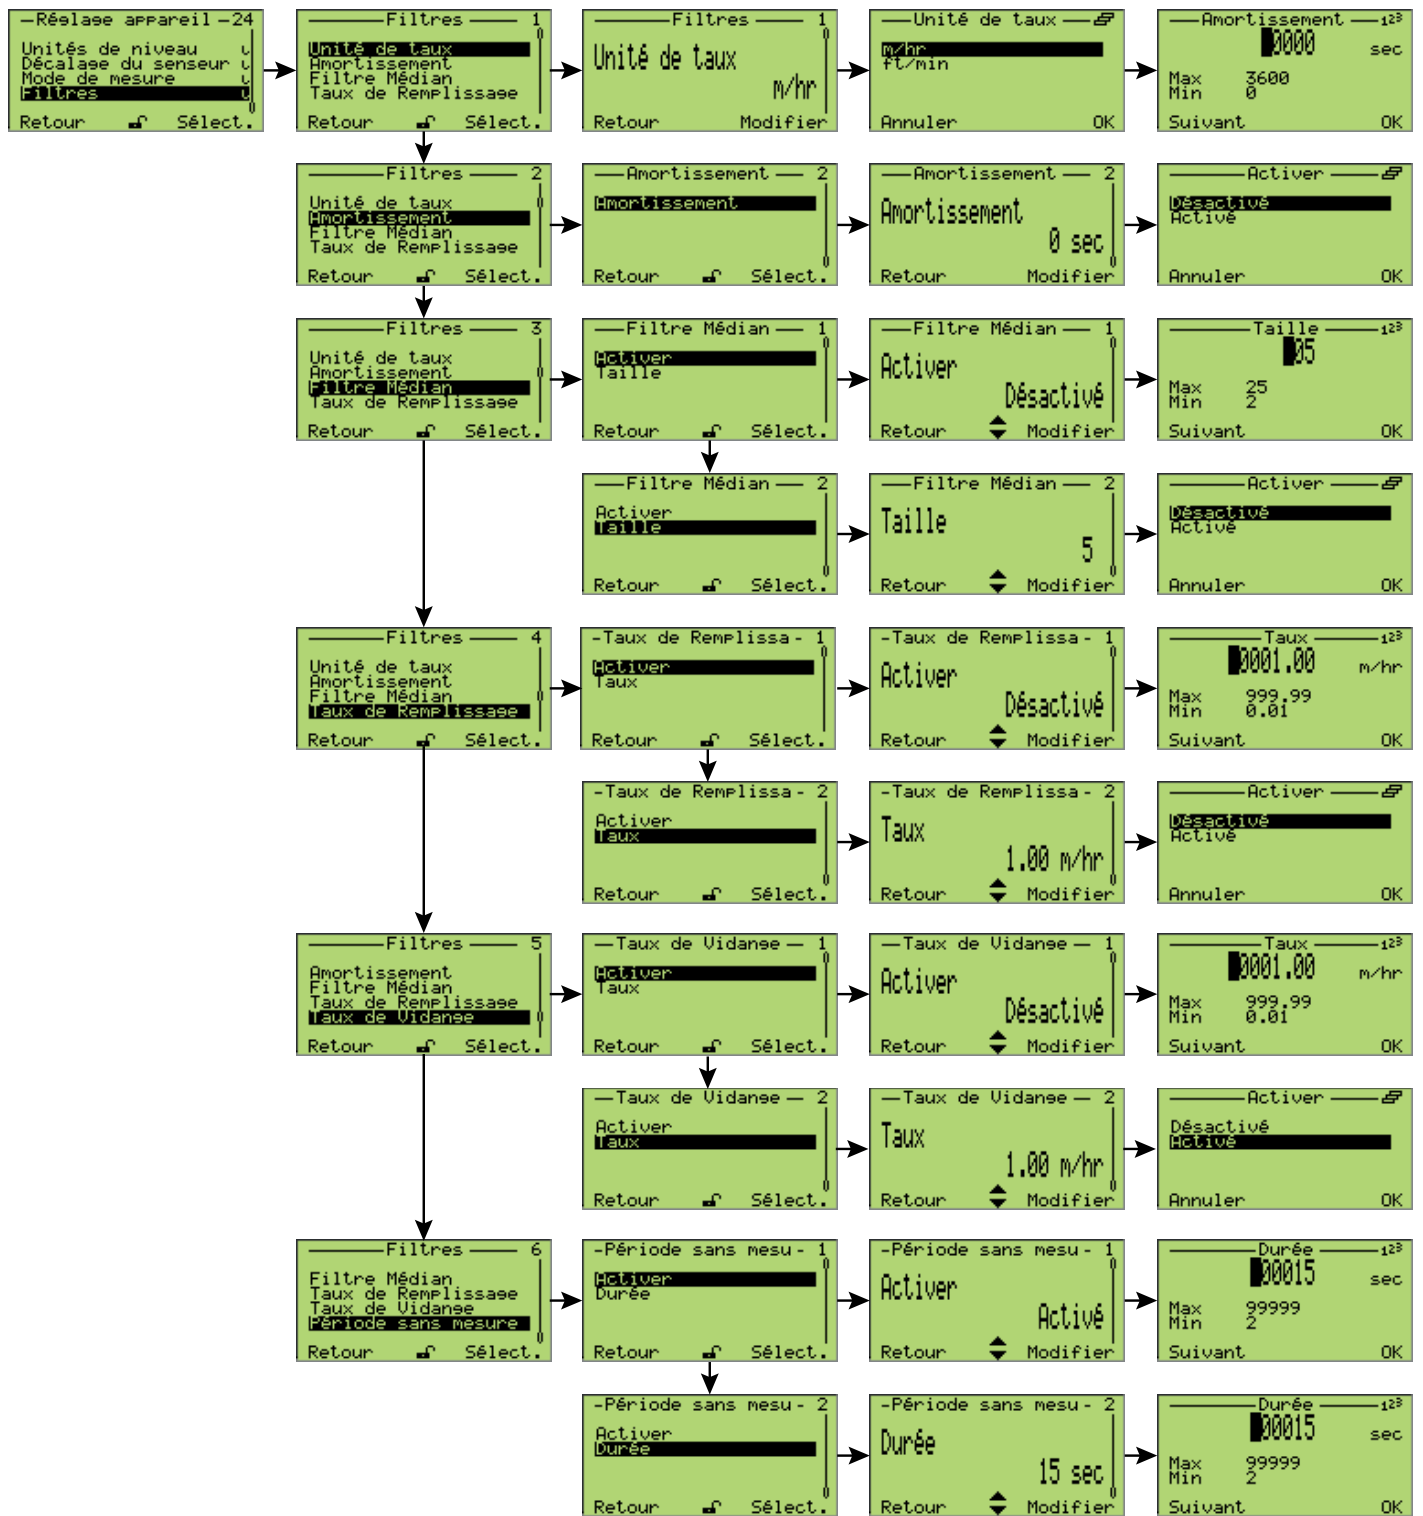 Réglage appareil 24
Unités de niveau
Décalage du senseur
Mode de mesure
Filtres
Retour Sélect.
Filtres 1
Unité de taux
Amortissement
Filtre Médian
Taux de Remplissage
Retour Sélect.
Filtres 1
Unité de taux
m/hr
Retour Modifier
Unité de taux
m/hr
ft/min
Annuler OK
Amortissement 123
0000 sec
Max 3600
Min 0
Suivant OK
Filtres 2
Unité de taux
Amortissement
Filtre Médian
Taux de Remplissage
Retour Sélect.
Amortissement 2
Amortissement
Retour Sélect.
Amortissement 2
Amortissement
0 sec
Retour Modifier
Activer
Désactivé
Activé
Annuler OK
Filtres 3
Unité de taux
Amortissement
Filtre Médian
Taux de Remplissage
Retour Sélect.
Filtre Médian 1
Activer
Taille
Retour Sélect.
Filtre Médian 1
Activer
Désactivé
Retour Modifier
Taille 123
05
Max 25
Min 2
Suivant OK
Filtre Médian 2
Activer
Taille
Retour Sélect.
Filtre Médian 2
Taille
5
Retour Modifier
Activer
Désactivé
Activé
Annuler OK
Filtres 4
Unité de taux
Amortissement
Filtre Médian
Taux de Remplissage
Retour Sélect.
-Taux de Remplissa- 1
Activer
Taux
Retour Sélect.
-Taux de Remplissa- 1
Activer
Désactivé
Retour Modifier
Taux 123
0001.00 m/hr
Max 999.99
Min 0.01
Suivant OK
-Taux de Remplissa- 2
Activer
Taux
Retour Sélect.
-Taux de Remplissa- 2
Taux
1.00 m/hr
Retour Modifier
Activer
Désactivé
Activé
Annuler OK
Filtres 5
Amortissement
Filtre Médian
Taux de Remplissage
Taux de Vidange
Retour Sélect.
Taux de Vidange 1
Activer
Taux
Retour Sélect.
Taux de Vidange 1
Activer
Désactivé
Retour Modifier
Taux 123
0001.00 m/hr
Max 999.99
Min 0.01
Suivant OK
Taux de Vidange 2
Activer
Taux
Retour Sélect.
Taux de Vidange 2
Taux
1.00 m/hr
Retour Modifier
Activer
Désactivé
Activé
Annuler OK
Filtres 6
Filtre Médian
Taux de Remplissage
Taux de Vidange
Période sans mesure
Retour Sélect.
-Période sans mesu- 1
Activer
Durée
Retour Sélect.
-Période sans mesu- 1
Activer
Activé
Retour Modifier
Durée 123
00015 sec
Max 99999
Min 2
Suivant OK
-Période sans mesu- 2
Activer
Durée
Retour Sélect.
-Période sans mesu- 2
Durée
15 sec
Retour Modifier
Durée 123
00015 sec
Max 99999
Min 2
Suivant OK